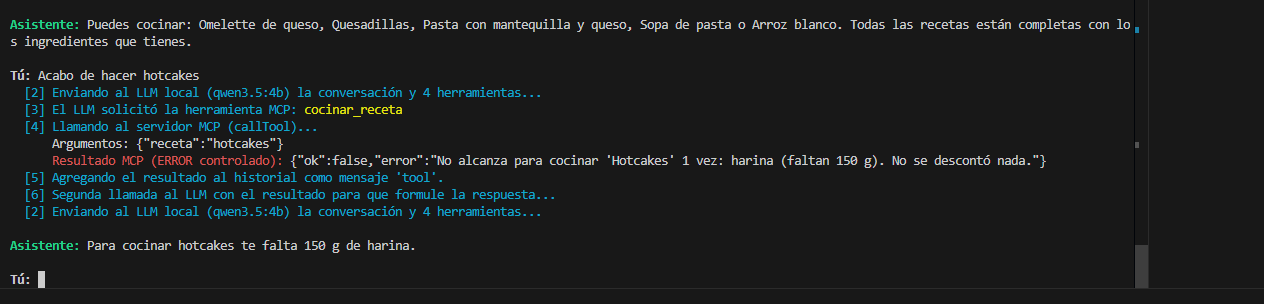 Asistente: Puedes cocinar: Omelette de queso, Quesadillas, Pasta con mantequilla y queso, Sopa de pasta o Arroz blanco. Todas las recetas están completas con lo
s ingredientes que tienes.
Tú: Acabo de hacer hotcakes
[2] Enviando al LLM local (qwen3.5:4b) la conversación y 4 herramientas...
[3] El LLM solicitó la herramienta MCP: cocinar_receta
[4] Llamando al servidor MCP (callTool)...
Argumentos: {"receta":"hotcakes"}
Resultado MCP (ERROR controlado): {"ok":false,"error":"No alcanza para cocinar 'Hotcakes' 1 vez: harina (faltan 150 g). No se descontó nada."}
[5] Agregando el resultado al historial como mensaje 'tool'.
[6] Segunda llamada al LLM con el resultado para que formule la respuesta...
[2] Enviando al LLM local (qwen3.5:4b) la conversación y 4 herramientas...
Asistente: Para cocinar hotcakes te falta 150 g de harina.
Tú: